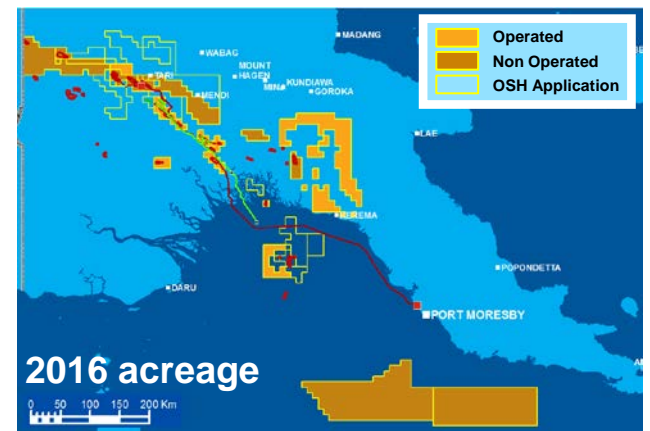 MADANG
Operated
Non Operated
OSH Application
WABAG
MOUNT
HAGEN
KUNDIAWA
GOROKA
TARI
MENDI
LAE
KEREMA
POPONDETTA
DARU
PORT MORESBY
2016 acreage
0 50 100 150 200 Km